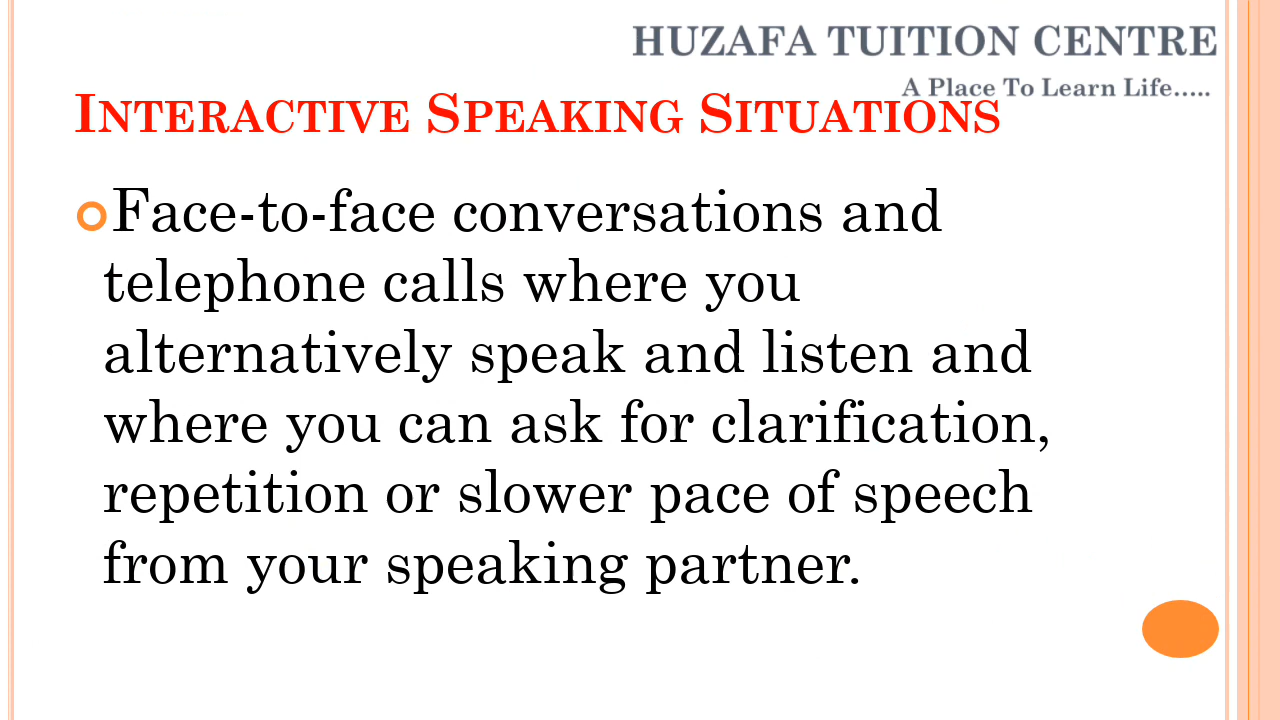 HUZAFA TUITION CENTRE
A Place To Learn Life.....
INTERACTIVE SPEAKING SITUATIONS
Face-to-face conversations and
telephone calls where you
alternatively speak and listen and
where you can ask for clarification,
repetition or slower pace of speech
from your speaking partner.